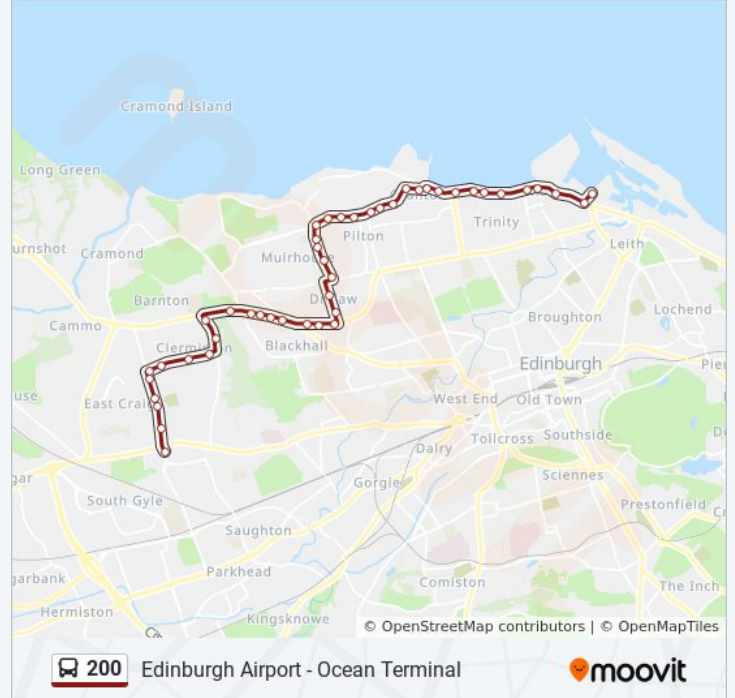 Cramond Island
Long Green
Trinity
Pilton
urnshot
Cramond
Leith
Muirhouse
Barnton
Lochend
Broughton
Cammo
Clermiston
Blackhall
Edinburgh
Pier
use
East Craig
West End
Old Town
Dalry
Tollcross
Southside
gar
Gorgie
Sciennes
South Gyle
Prestonfield
Saughton
Parkhead
Comiston
The Inch
garbank
Hermiston
Kingsknowe
© OpenStreetMap contributors | © OpenMapTiles
200 Edinburgh Airport - Ocean Terminal moovit